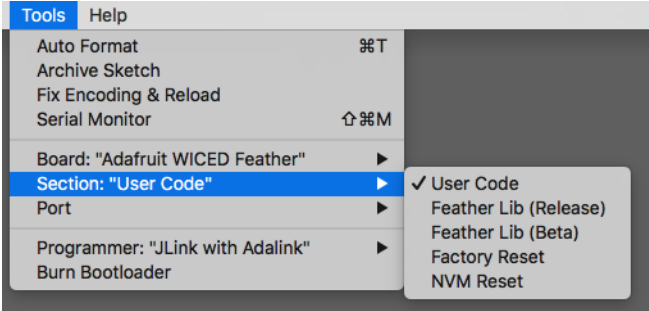 Tools Help
Auto Format ⌘T
Archive Sketch
Fix Encoding & Reload
Serial Monitor ⇧⌘M
Board: "Adafruit WICED Feather" ▶
Section: "User Code" ▶
Port ▶
Programmer: "JLink with Adalink" ▶
Burn Bootloader
✓ User Code
Feather Lib (Release)
Feather Lib (Beta)
Factory Reset
NVM Reset